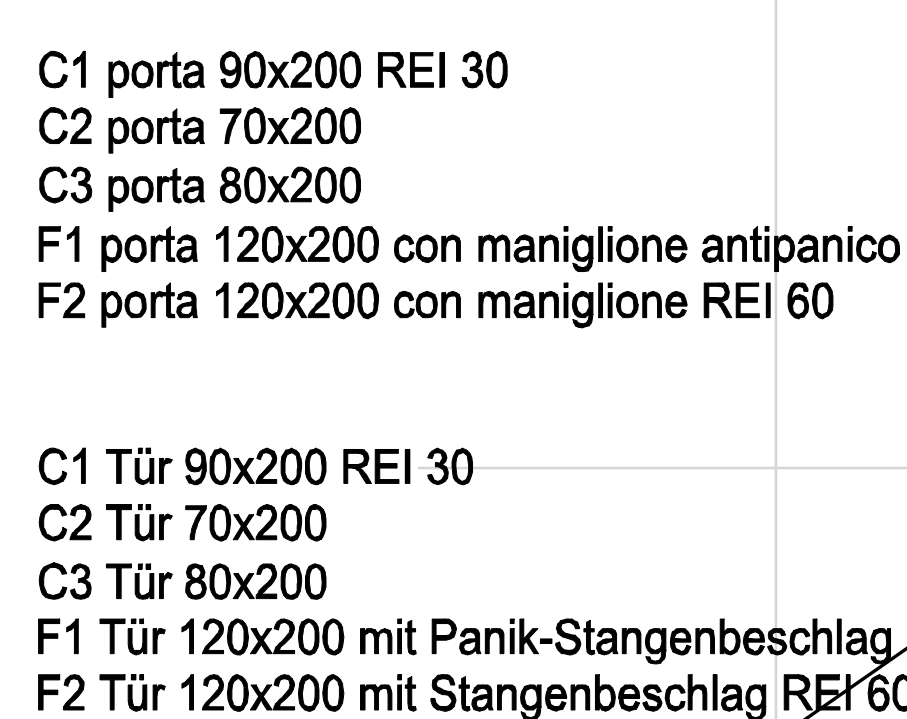 C1 porta 90x200 REI 30
C2 porta 70x200
C3 porta 80x200
F1 porta 120x200 con maniglione antipanico
F2 porta 120x200 con maniglione REI 60
C1 Tür 90x200 REI 30
C2 Tür 70x200
C3 Tür 80x200
F1 Tür 120x200 mit Panik-Stangenbeschlag
F2 Tür 120x200 mit Stangenbeschlag REI 60